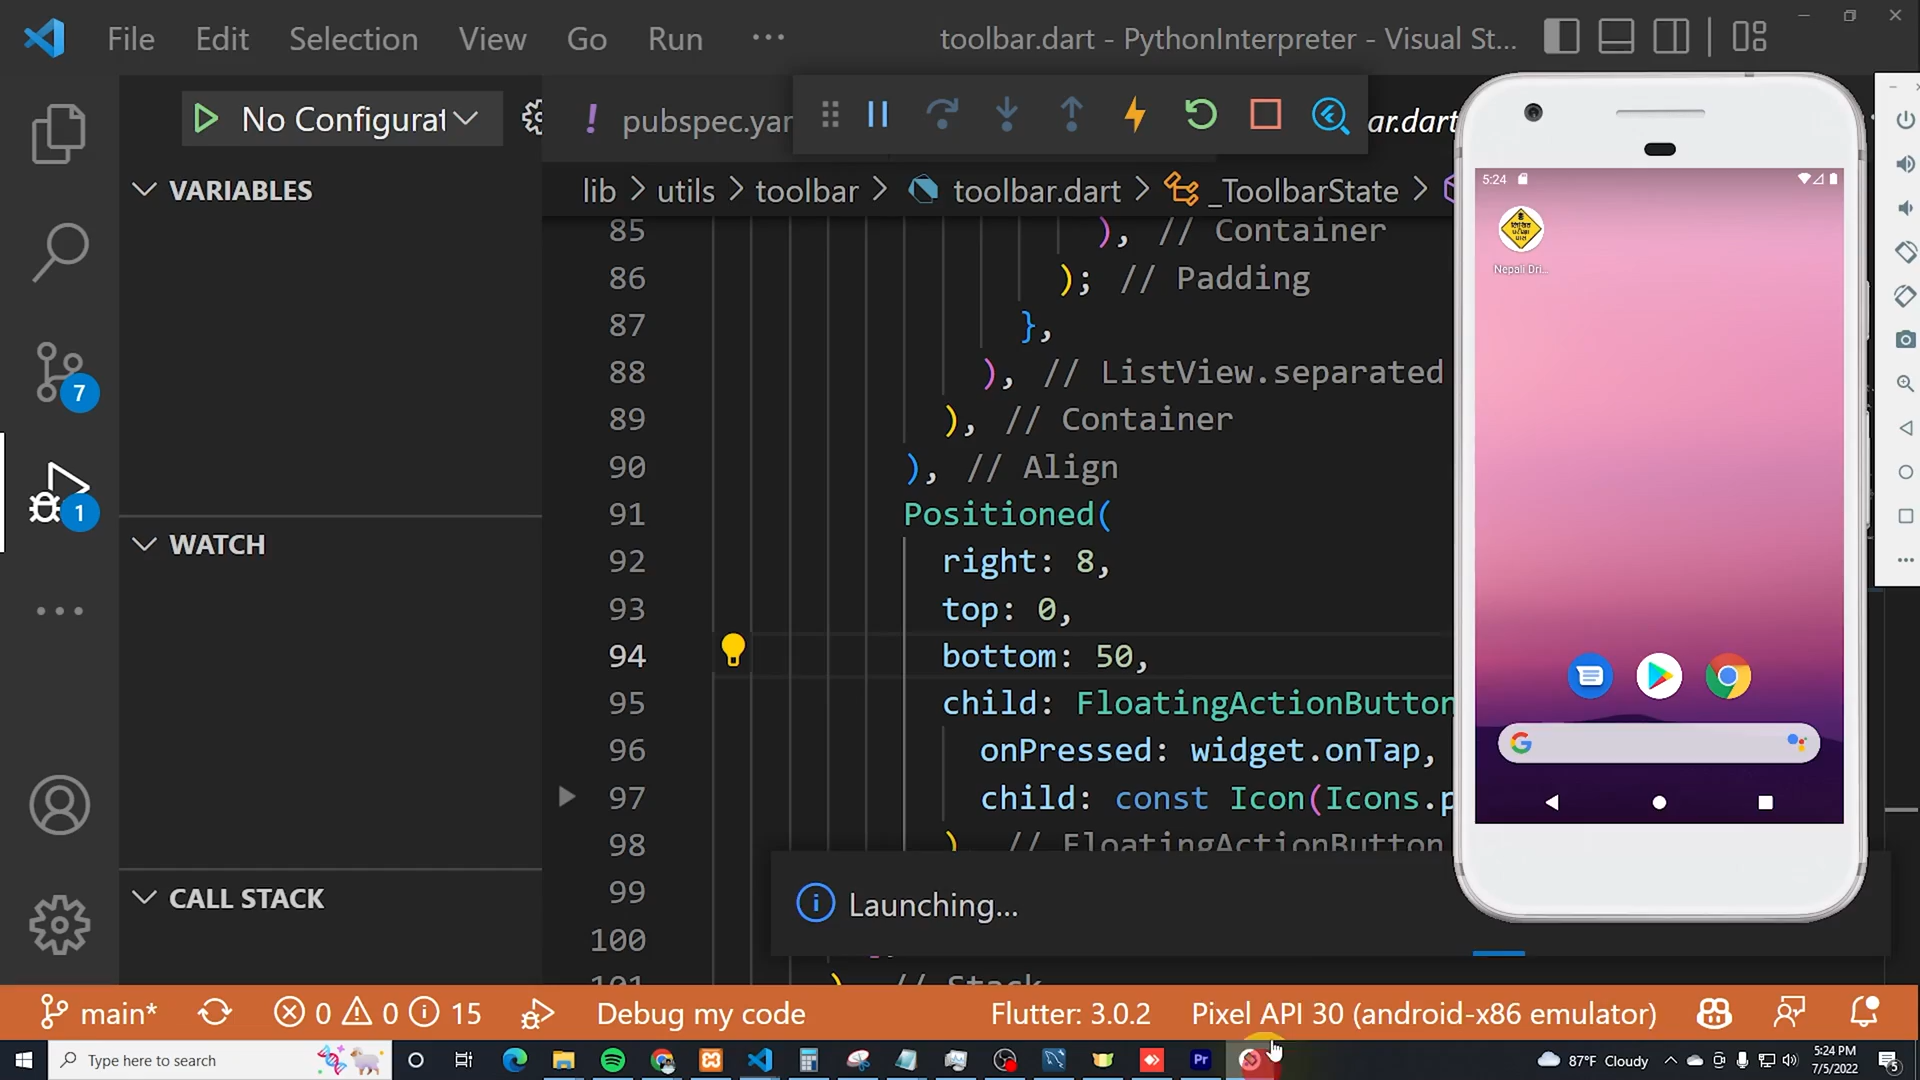 File Edit Selection View Go Run ···
toolbar.dart - PythonInterpreter - Visual St...
No Configurat
pubspec.yar
ar.dart
VARIABLES
lib > utils > toolbar > toolbar.dart > _ToolbarState >
85 ), // Container
86 ); // Padding
87 },
88 ), // ListView.separated
89 ), // Container
90 ), // Align
91 Positioned(
92 right: 8,
93 top: 0,
94 bottom: 50,
95 child: FloatingActionButton
96 onPressed: widget.onTap,
97 child: const Icon(Icons.p
98 ) // FloatingActionButton
99
100
101 ) // Stack
7
1
WATCH
CALL STACK
Launching...
5:24
Nepali Dri...
main* 0 0 15 Debug my code Flutter: 3.0.2 Pixel API 30 (android-x86 emulator)
Type here to search
Pr
87°F Cloudy
5:24 PM
7/5/2022
5